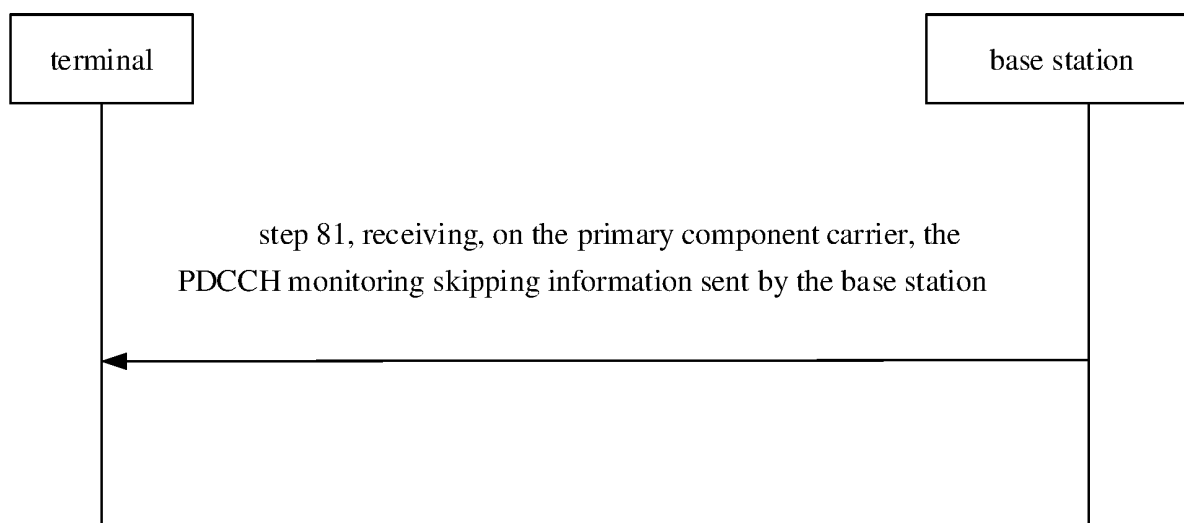 terminal
base station
step 81, receiving, on the primary component carrier, the
PDCCH monitoring skipping information sent by the base station